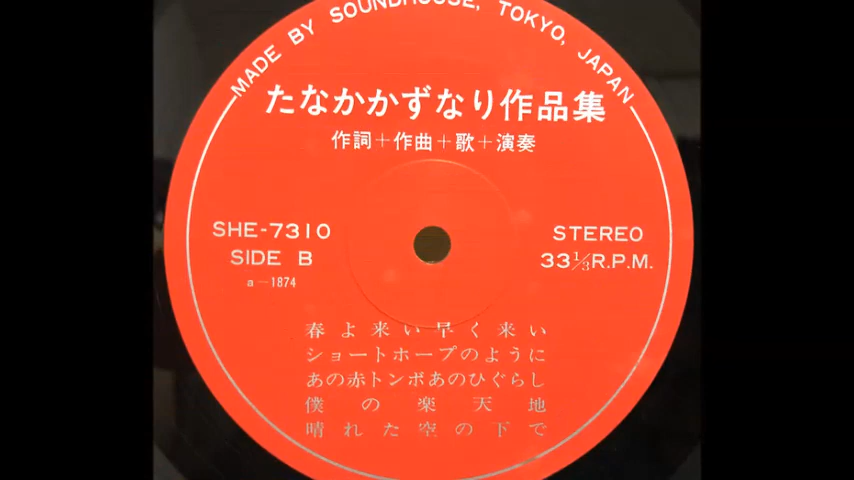 MADE BY SOUNDHOUSE, TOKYO, JAPAN
たなかかずなり作品集
作詞+作曲+歌+演奏
SHE-7310
SIDE B
a-1874
STEREO
33⅓R.P.M.
春よ来い早く来い
ショートホープのように
あの赤トンボあのひぐらし
僕の楽天地
晴れた空の下で